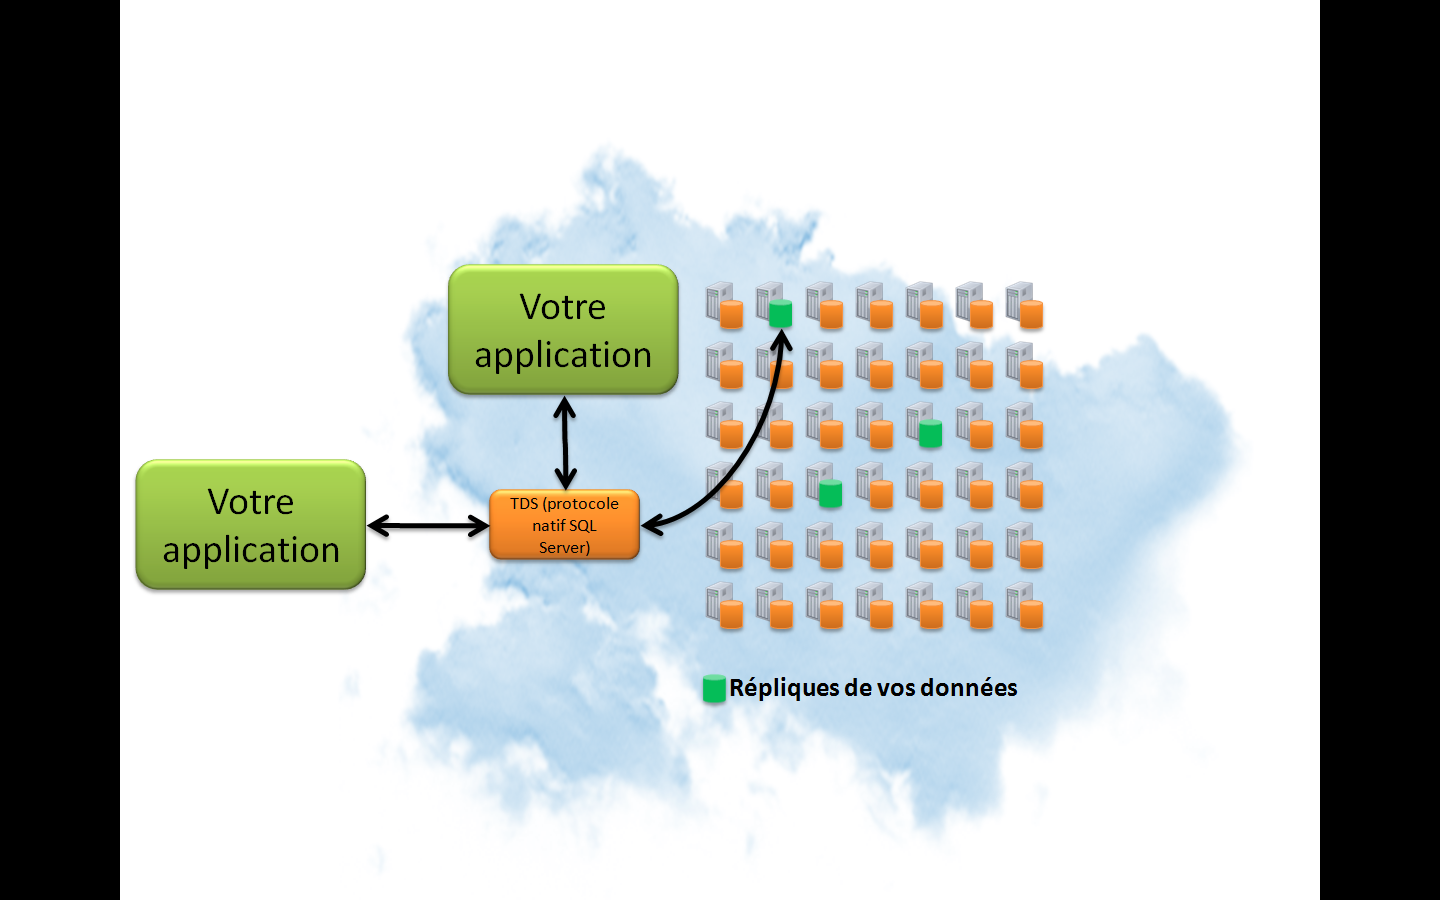 Votre
application
Votre
application
TDS (protocole
natif SQL
Server)
Répliques de vos données